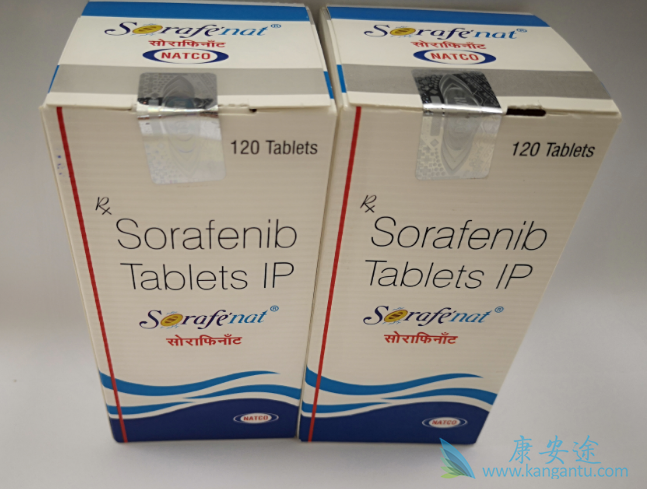 Sorafenat®
सोराफिनॉट
NATCO
120 Tablets
Rx
Sorafenib
Tablets IP
Sorafenat®
सोराफिनाँट
NATCO
Sorafenat®
सोराफिनॉट
NATCO
120 Tablets
Rx
Sorafenib
Tablets IP
Sorafenat®
सोराफिनाँट
NATCO
康安途
www.kangantu.com